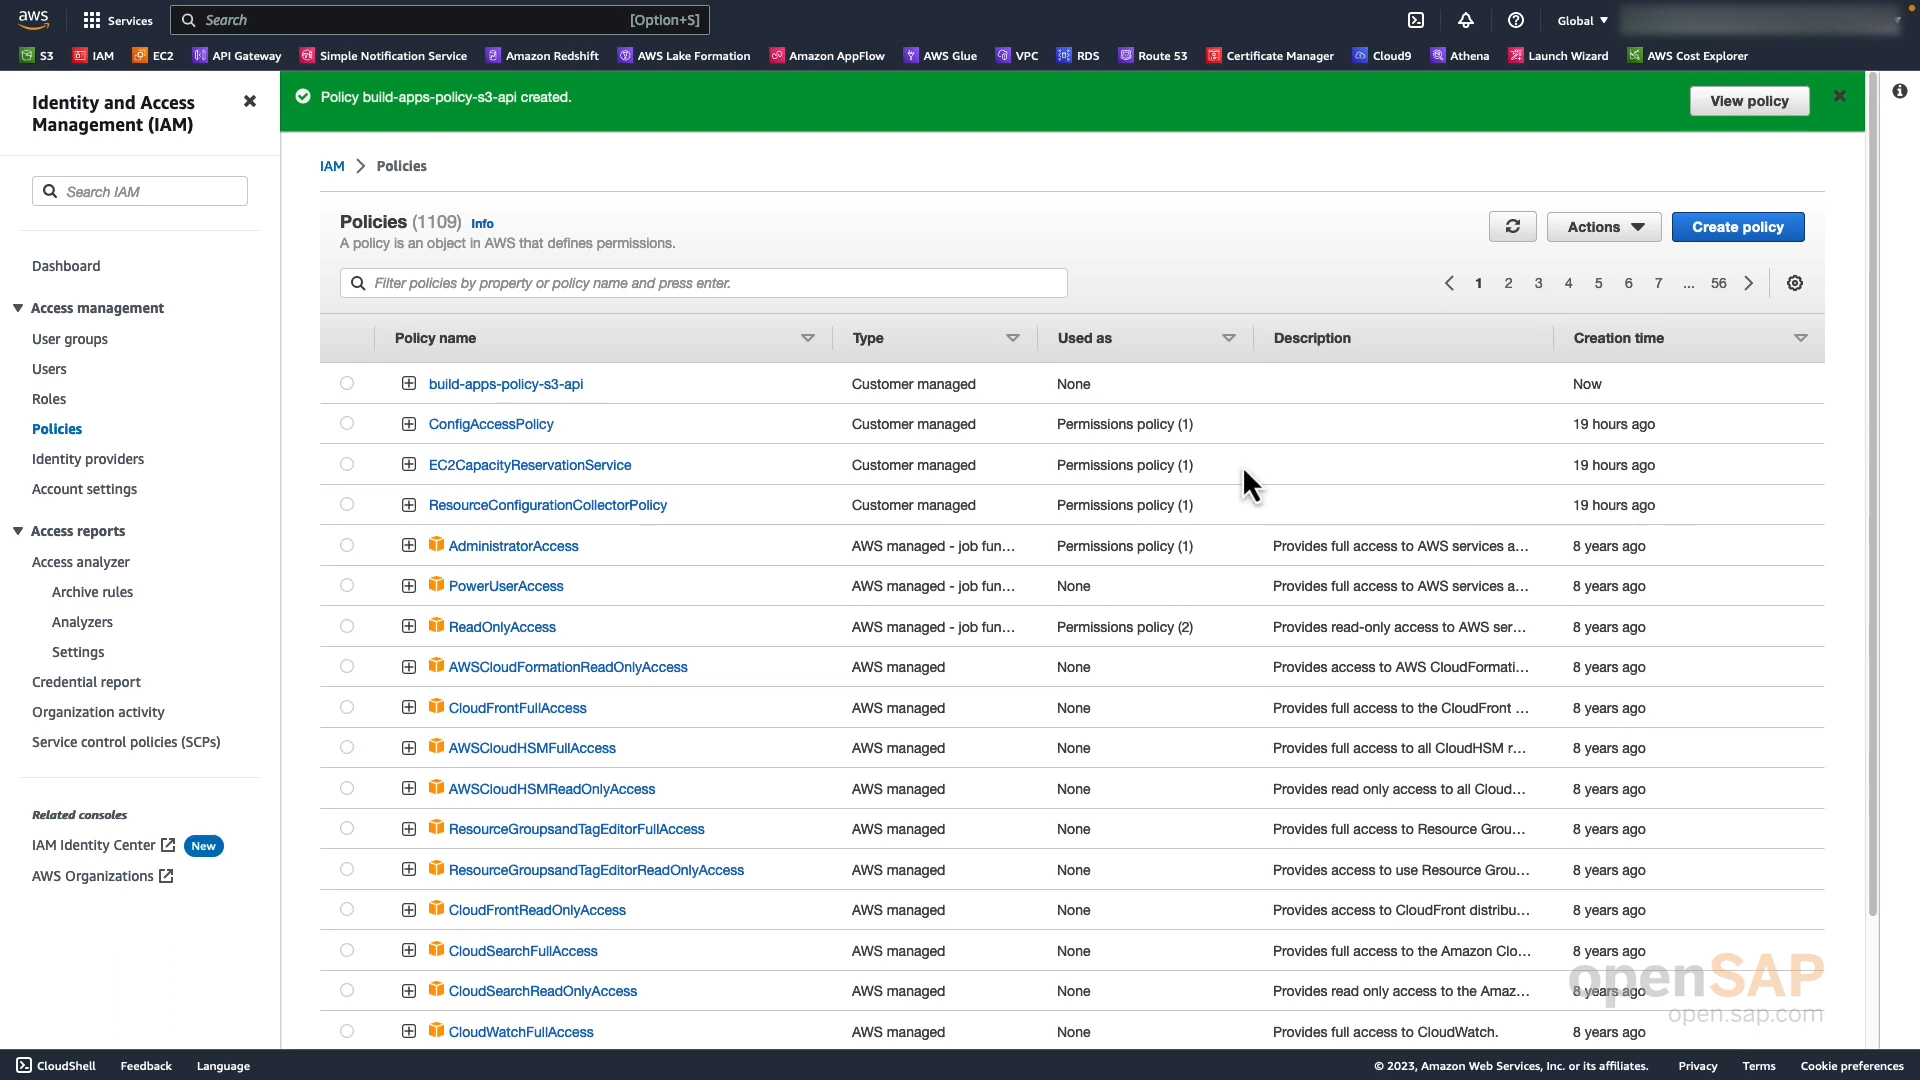 aws
Services
Search
[Option+S]
Global
S3
IAM
EC2
API Gateway
Simple Notification Service
Amazon Redshift
AWS Lake Formation
Amazon AppFlow
AWS Glue
VPC
RDS
Route 53
Certificate Manager
Cloud9
Athena
Launch Wizard
AWS Cost Explorer
Identity and Access
Management (IAM)
Search IAM
Dashboard
Access management
User groups
Users
Roles
Policies
Identity providers
Account settings
Access reports
Access analyzer
Archive rules
Analyzers
Settings
Credential report
Organization activity
Service control policies (SCPs)
Related consoles
IAM Identity Center New
AWS Organizations
Policy build-apps-policy-s3-api created.
View policy
IAM > Policies
Policies (1109) Info
A policy is an object in AWS that defines permissions.
Actions
Create policy
Filter policies by property or policy name and press enter.
1 2 3 4 5 6 7 ... 56
Policy name Type Used as Description Creation time
build-apps-policy-s3-api Customer managed None Now
ConfigAccessPolicy Customer managed Permissions policy (1) 19 hours ago
EC2CapacityReservationService Customer managed Permissions policy (1) 19 hours ago
ResourceConfigurationCollectorPolicy Customer managed Permissions policy (1) 19 hours ago
AdministratorAccess AWS managed - job fun... Permissions policy (1) Provides full access to AWS services a... 8 years ago
PowerUserAccess AWS managed - job fun... None Provides full access to AWS services a... 8 years ago
ReadOnlyAccess AWS managed - job fun... Permissions policy (2) Provides read-only access to AWS ser... 8 years ago
AWSCloudFormationReadOnlyAccess AWS managed None Provides access to AWS CloudFormati... 8 years ago
CloudFrontFullAccess AWS managed None Provides full access to the CloudFront ... 8 years ago
AWSCloudHSMFullAccess AWS managed None Provides full access to all CloudHSM r... 8 years ago
AWSCloudHSMReadOnlyAccess AWS managed None Provides read only access to all Cloud... 8 years ago
ResourceGroupsandTagEditorFullAccess AWS managed None Provides full access to Resource Grou... 8 years ago
ResourceGroupsandTagEditorReadOnlyAccess AWS managed None Provides access to use Resource Grou... 8 years ago
CloudFrontReadOnlyAccess AWS managed None Provides access to CloudFront distribu... 8 years ago
CloudSearchFullAccess AWS managed None Provides full access to the Amazon Clo... 8 years ago
CloudSearchReadOnlyAccess AWS managed None Provides read only access to the Amaz... 8 years ago
CloudWatchFullAccess AWS managed None Provides full access to CloudWatch. 8 years ago
openSAP
open.sap.com
CloudShell Feedback Language
© 2023, Amazon Web Services, Inc. or its affiliates. Privacy Terms Cookie preferences